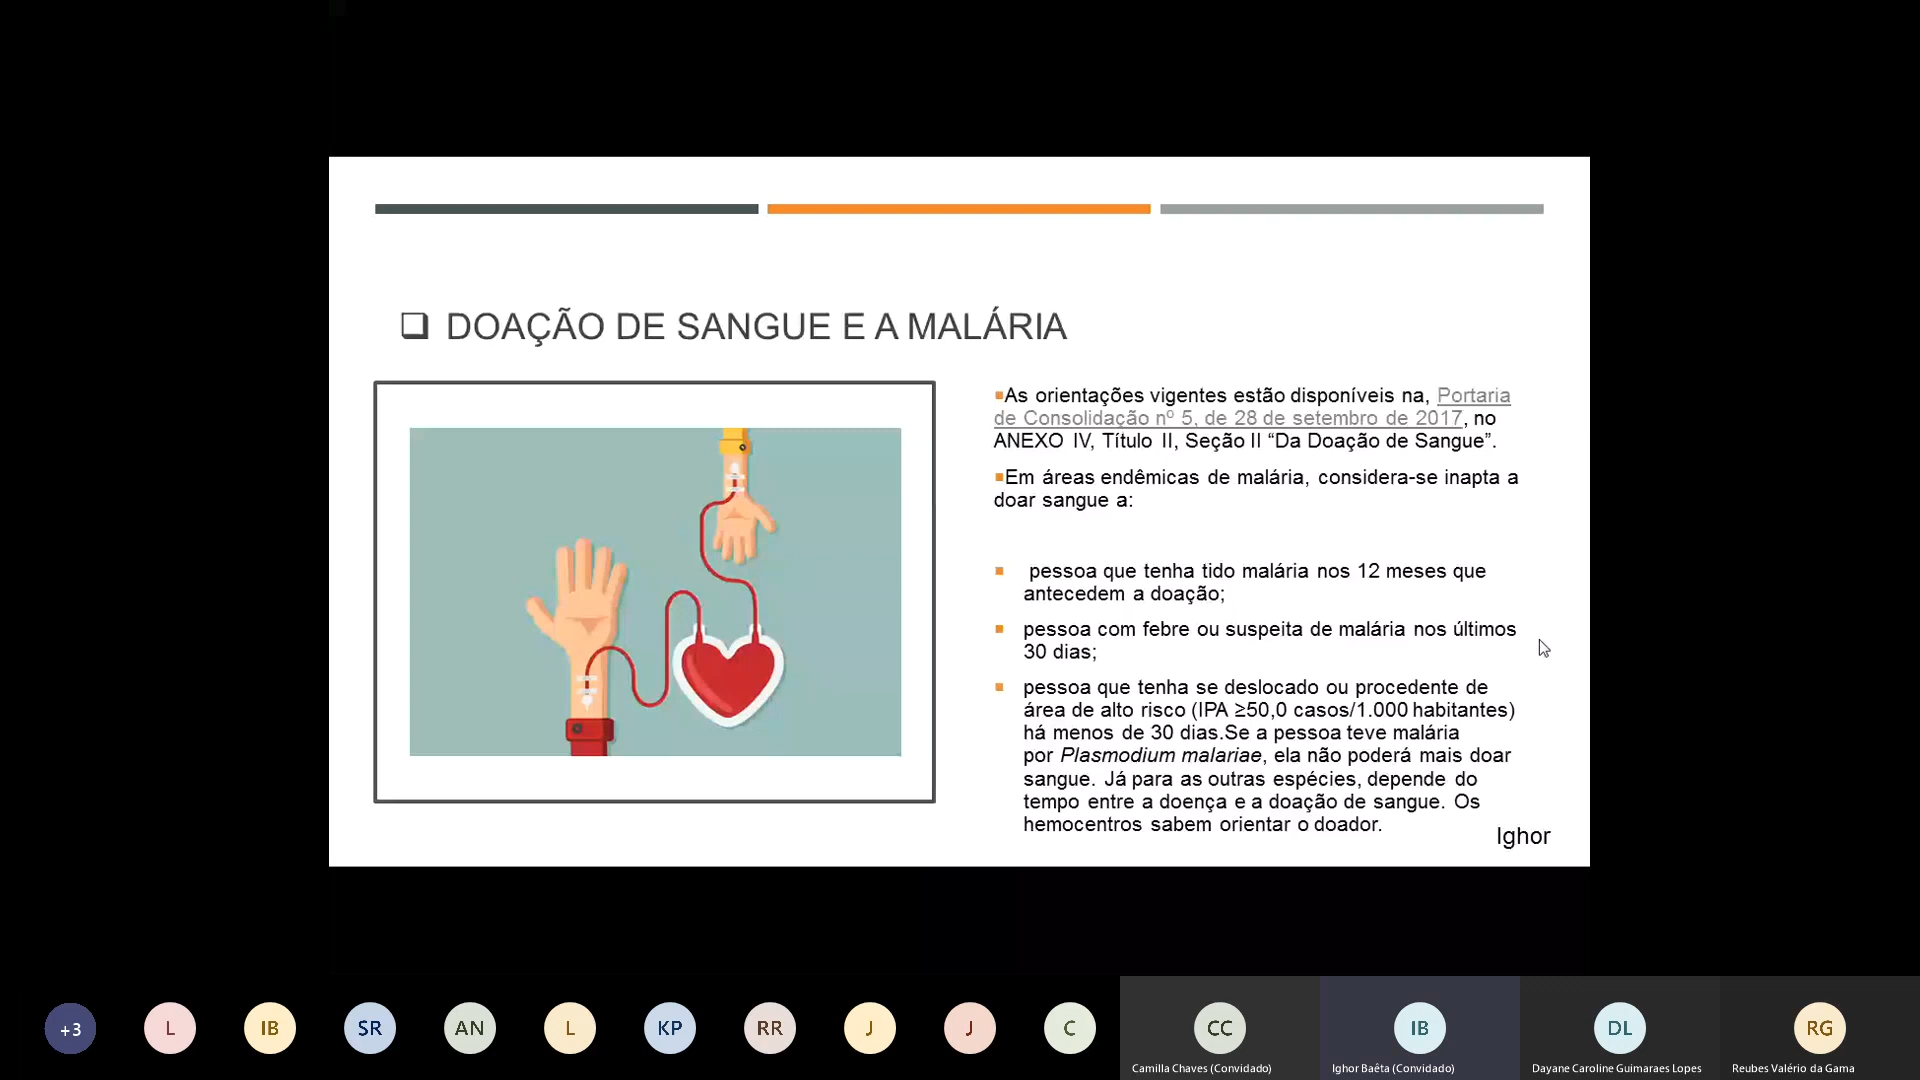 ❑ DOAÇÃO DE SANGUE E A MALÁRIA
▪As orientações vigentes estão disponíveis na, Portaria
de Consolidação nº 5, de 28 de setembro de 2017, no
ANEXO IV, Título II, Seção II “Da Doação de Sangue”.
▪Em áreas endêmicas de malária, considera-se inapta a
doar sangue a:
▪ pessoa que tenha tido malária nos 12 meses que
antecedem a doação;
▪ pessoa com febre ou suspeita de malária nos últimos
30 dias;
▪ pessoa que tenha se deslocado ou procedente de
área de alto risco (IPA ≥50,0 casos/1.000 habitantes)
há menos de 30 dias.Se a pessoa teve malária
por Plasmodium malariae, ela não poderá mais doar
sangue. Já para as outras espécies, depende do
tempo entre a doença e a doação de sangue. Os
hemocentros sabem orientar o doador.
Ighor
+3 L IB SR AN L KP RR J J C CC IB DL RG
Camilla Chaves (Convidado) Ighor Baêta (Convidado) Dayane Caroline Guimaraes Lopes Reubes Valério da Gama